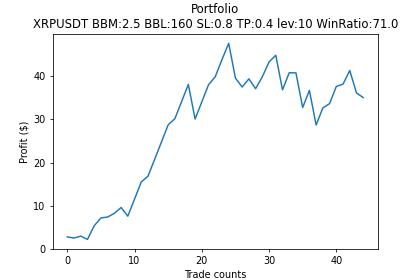 Portfolio
XRPUSDT BBM:2.5 BBL:160 SL:0.8 TP:0.4 lev:10 WinRatio:71.0
40
30
20
10
0
Profit ($)
0 10 20 30 40
Trade counts